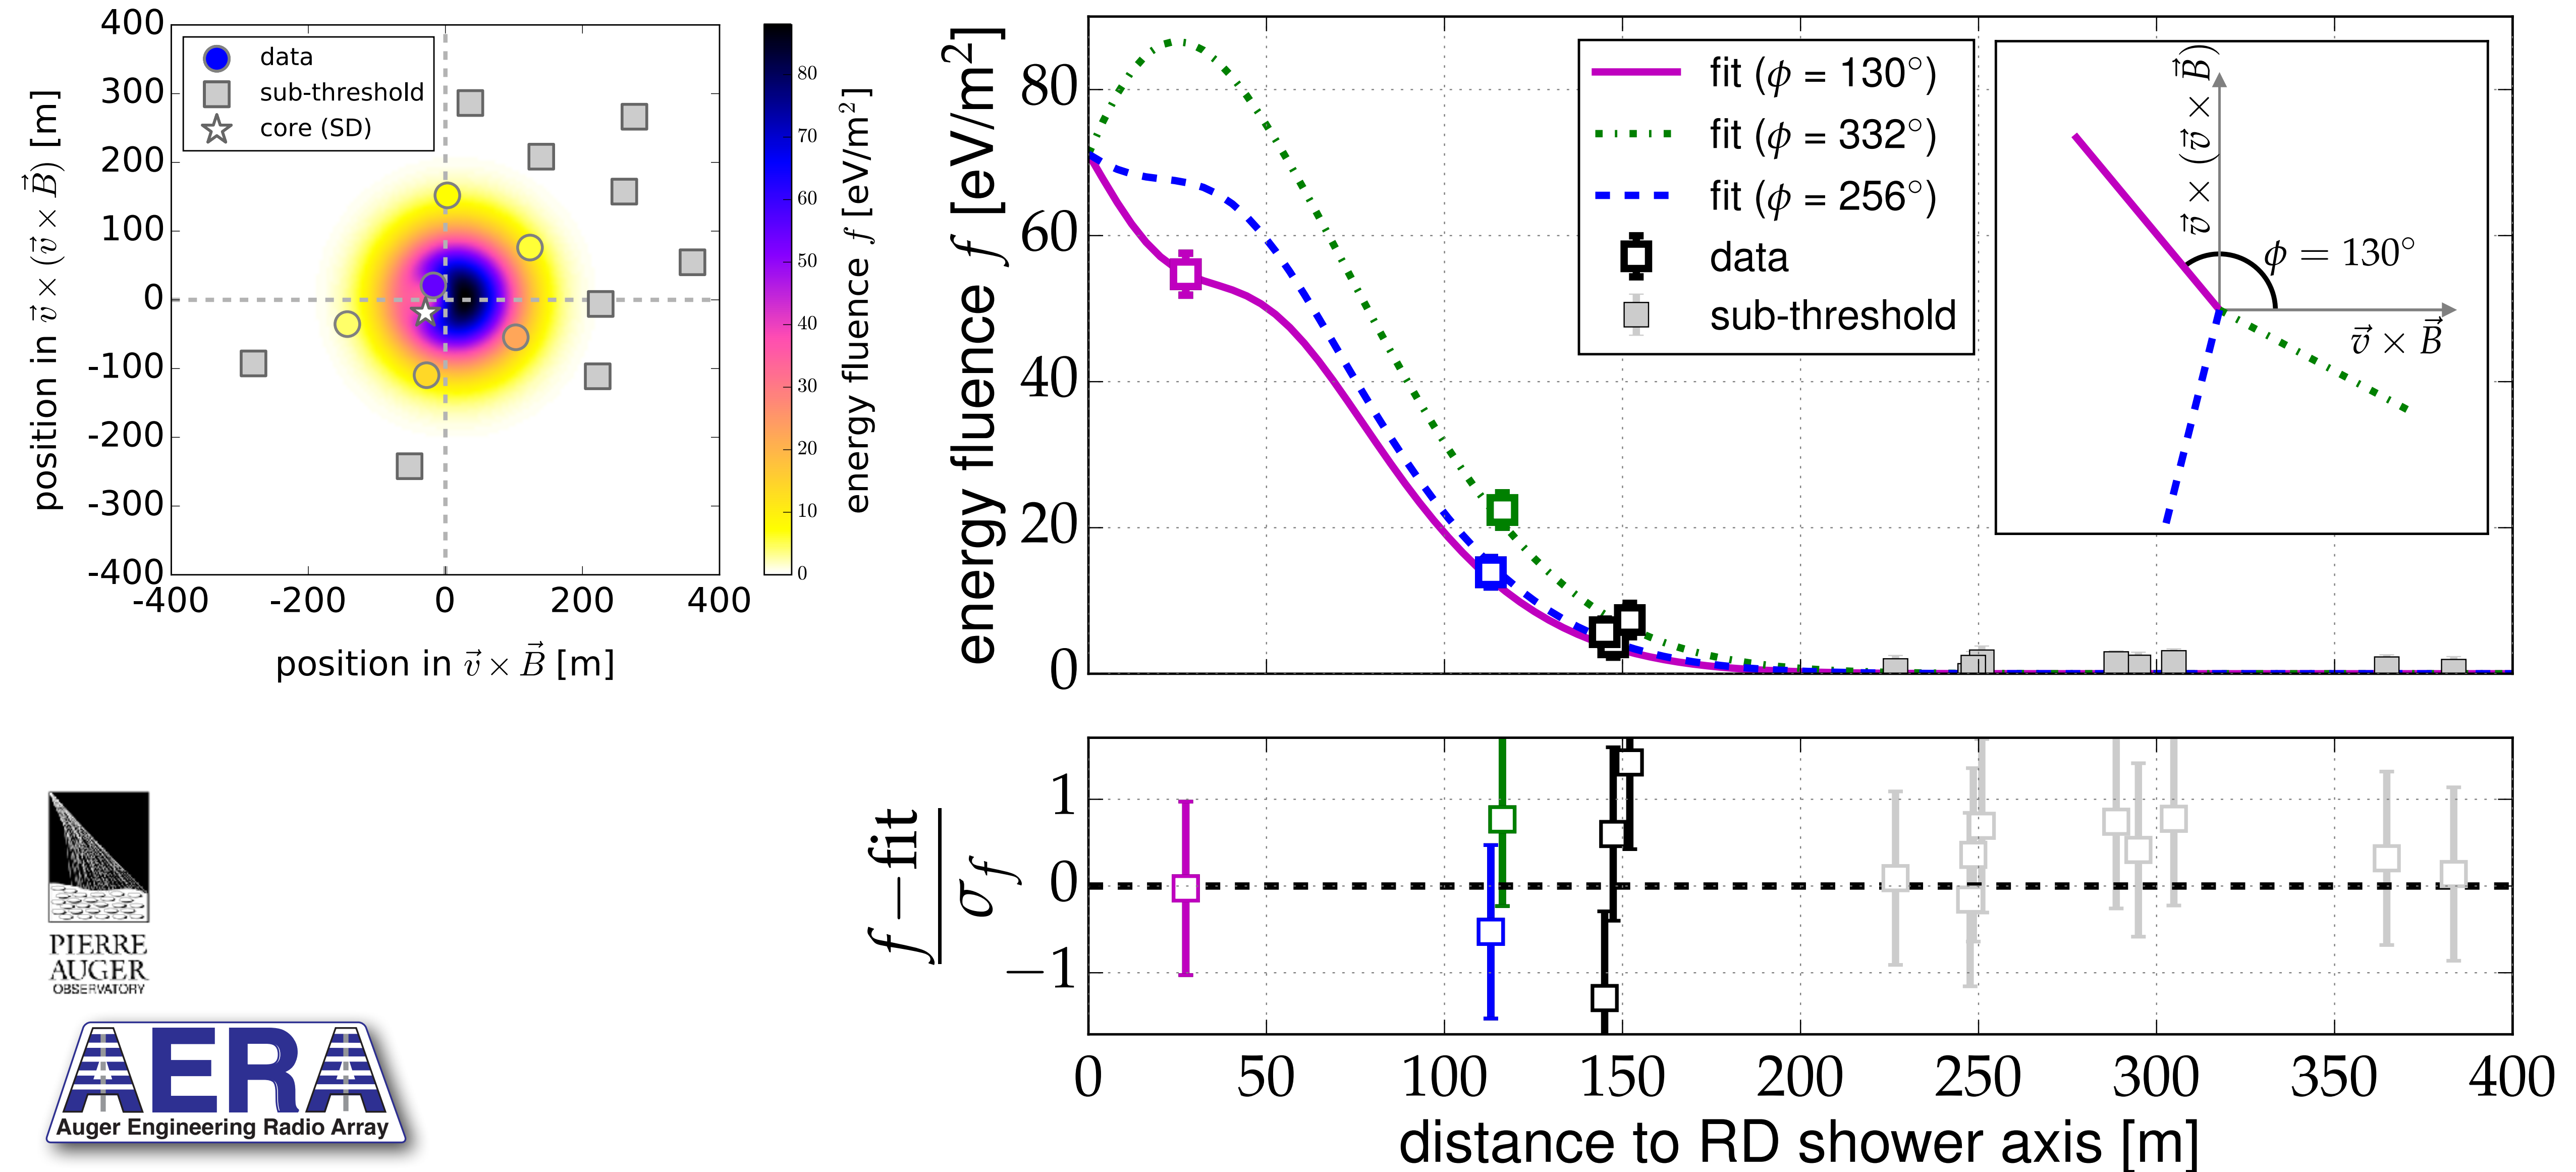 400
300
200
100
0
-100
-200
-300
-400
-400
-200
0
200
400
position in v⃗ × (v⃗ × B⃗) [m]
position in v⃗ × B⃗ [m]
data
sub-threshold
core (SD)
80
70
60
50
40
30
20
10
0
energy fluence f [eV/m²]
energy fluence f [eV/m²]
80
60
40
20
0
fit (ϕ = 130°)
fit (ϕ = 332°)
fit (ϕ = 256°)
data
sub-threshold
v⃗ × (v⃗ × B⃗)
ϕ = 130°
v⃗ × B⃗
f−fit
σf
1
0
−1
0
50
100
150
200
250
300
350
400
distance to RD shower axis [m]
PIERRE
AUGER
OBSERVATORY
AERA
Auger Engineering Radio Array